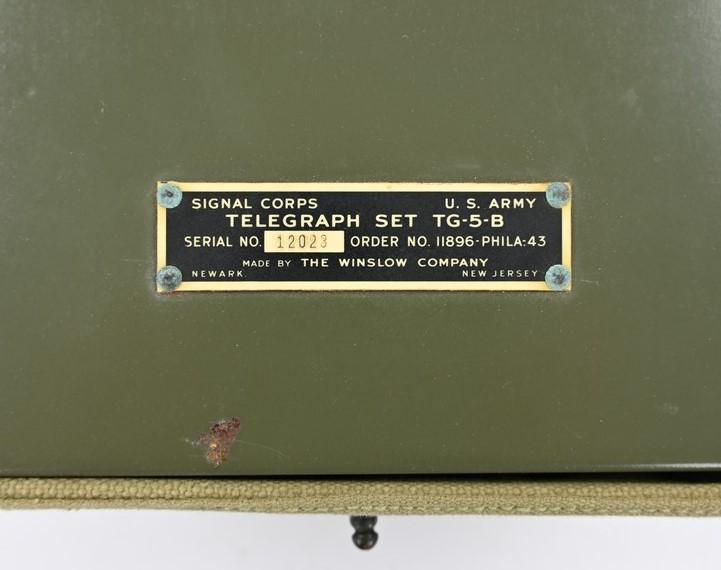 SIGNAL CORPS U. S. ARMY
TELEGRAPH SET TG-5-B
SERIAL NO. 12023 ORDER NO. 11896-PHILA:43
MADE BY THE WINSLOW COMPANY
NEWARK. NEW JERSEY